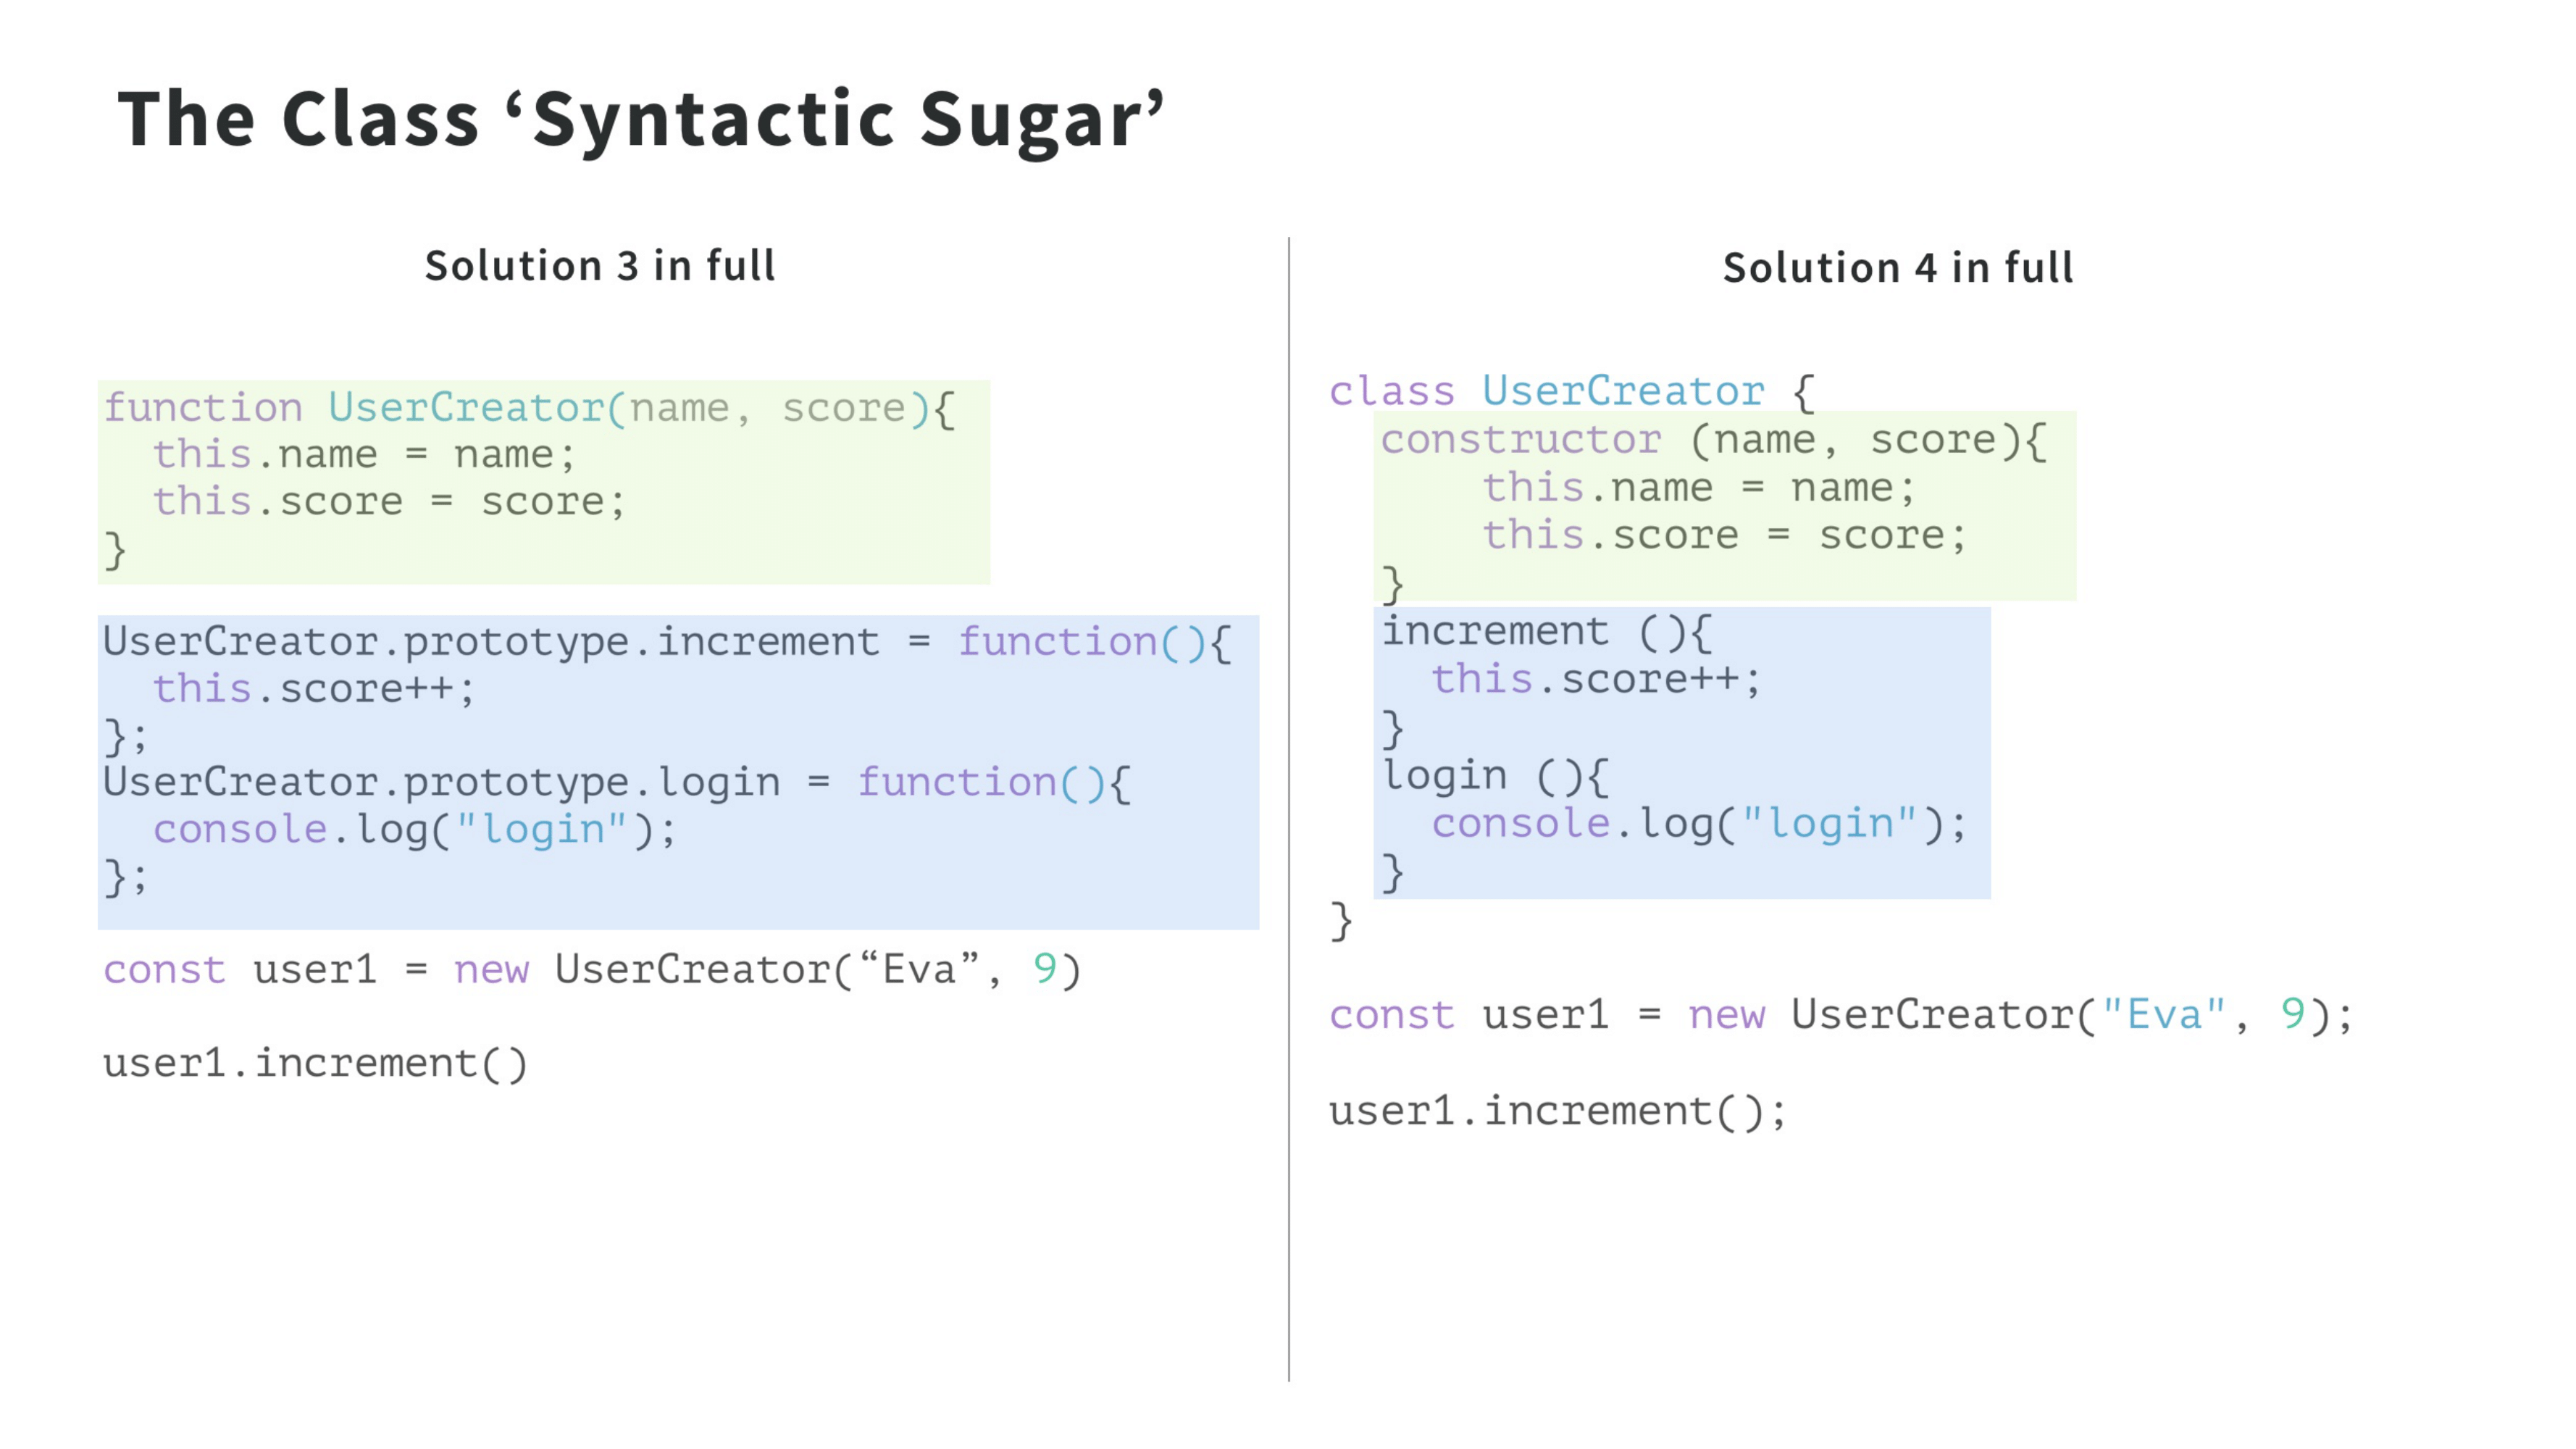 The Class ‘Syntactic Sugar’
Solution 3 in full
function UserCreator(name, score){
  this.name = name;
  this.score = score;
}
UserCreator.prototype.increment = function(){
  this.score++;
};
UserCreator.prototype.login = function(){
  console.log("login");
};
const user1 = new UserCreator(“Eva”, 9)
user1.increment()
Solution 4 in full
class UserCreator {
  constructor (name, score){
      this.name = name;
      this.score = score;
  }
  increment (){
    this.score++;
  }
  login (){
    console.log("login");
  }
}
const user1 = new UserCreator("Eva", 9);
user1.increment();